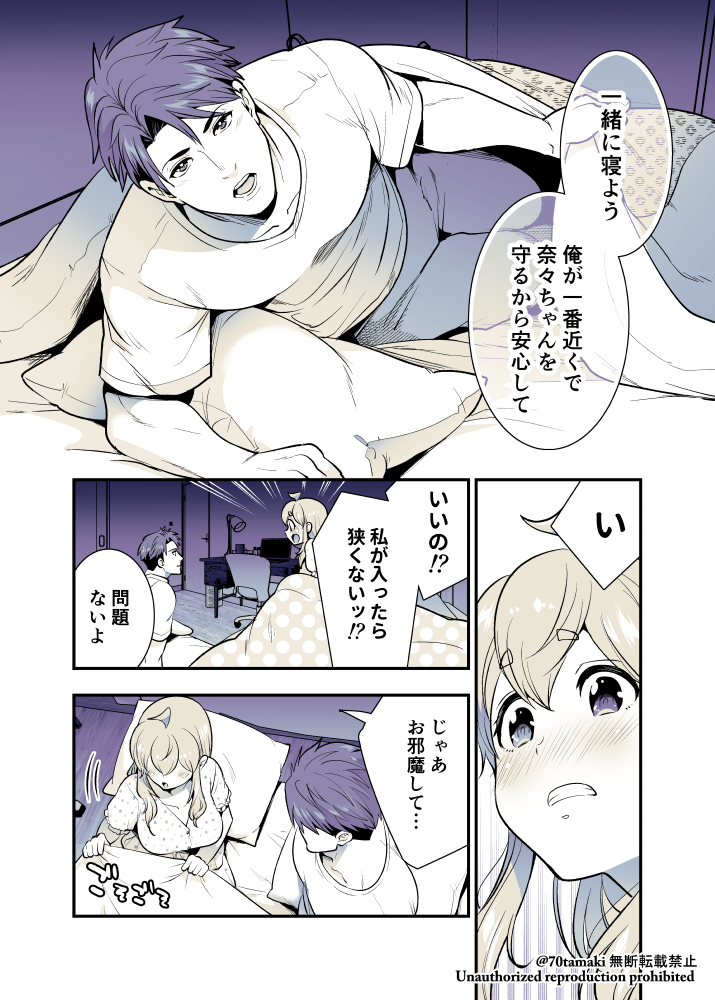 一緒に寝よう
俺が一番近くで
奈々ちゃんを
守るから安心して
い
いいの!?
私が入ったら
狭くないッ!?
問題
ないよ
じゃあ
お邪魔して…
ごそごそ
@70tamaki 無断転載禁止
Unauthorized reproduction prohibited